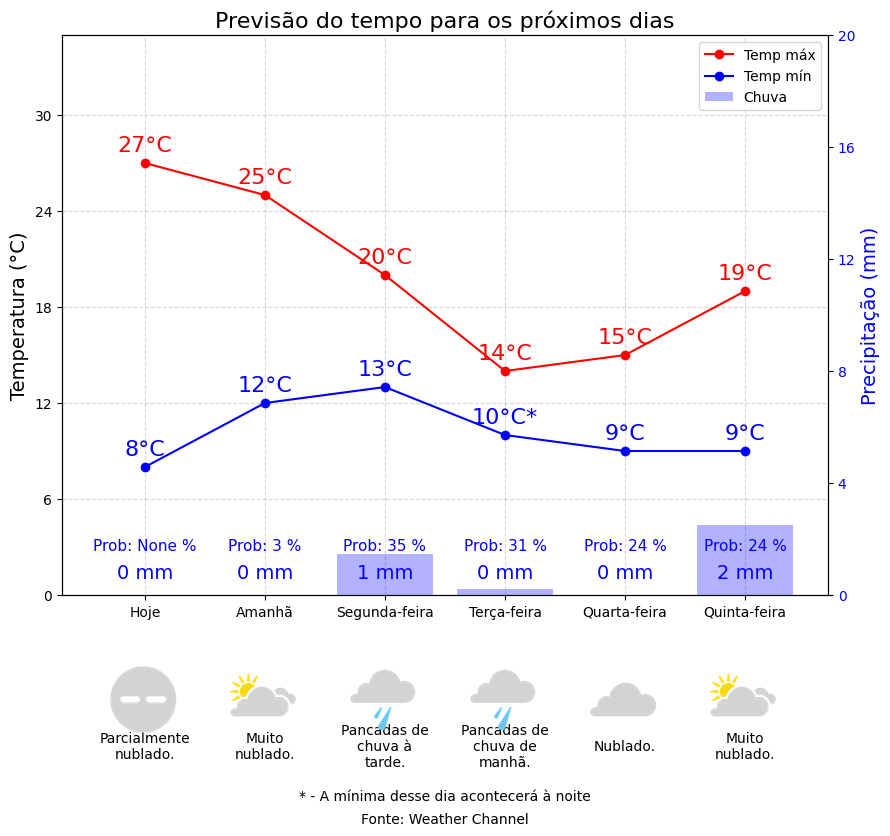 Previsão do tempo para os próximos dias
Temp máx
Temp mín
Chuva
Temperatura (°C)
Precipitação (mm)
30
24
18
12
6
0
20
16
12
8
4
0
27°C
25°C
20°C
14°C
15°C
19°C
8°C
12°C
13°C
10°C*
9°C
9°C
Prob: None %
Prob: 3 %
Prob: 35 %
Prob: 31 %
Prob: 24 %
Prob: 24 %
0 mm
0 mm
1 mm
0 mm
0 mm
2 mm
Hoje
Amanhã
Segunda-feira
Terça-feira
Quarta-feira
Quinta-feira
Parcialmente
nublado.
Muito
nublado.
Pancadas de
chuva à
tarde.
Pancadas de
chuva de
manhã.
Nublado.
Muito
nublado.
* - A mínima desse dia acontecerá à noite
Fonte: Weather Channel